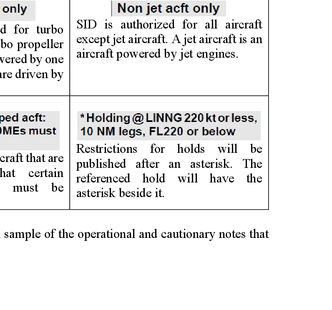 only
d for turbo
bo propeller
wered by one
are driven by
Non jet acft only
SID is authorized for all aircraft
except jet aircraft. A jet aircraft is an
aircraft powered by jet engines.
ped acft:
DMEs must
craft that are
hat certain
must be
*Holding @ LINNG 220 kt or less,
10 NM legs, FL220 or below
Restrictions for holds will be
published after an asterisk. The
referenced hold will have the
asterisk beside it.
sample of the operational and cautionary notes that